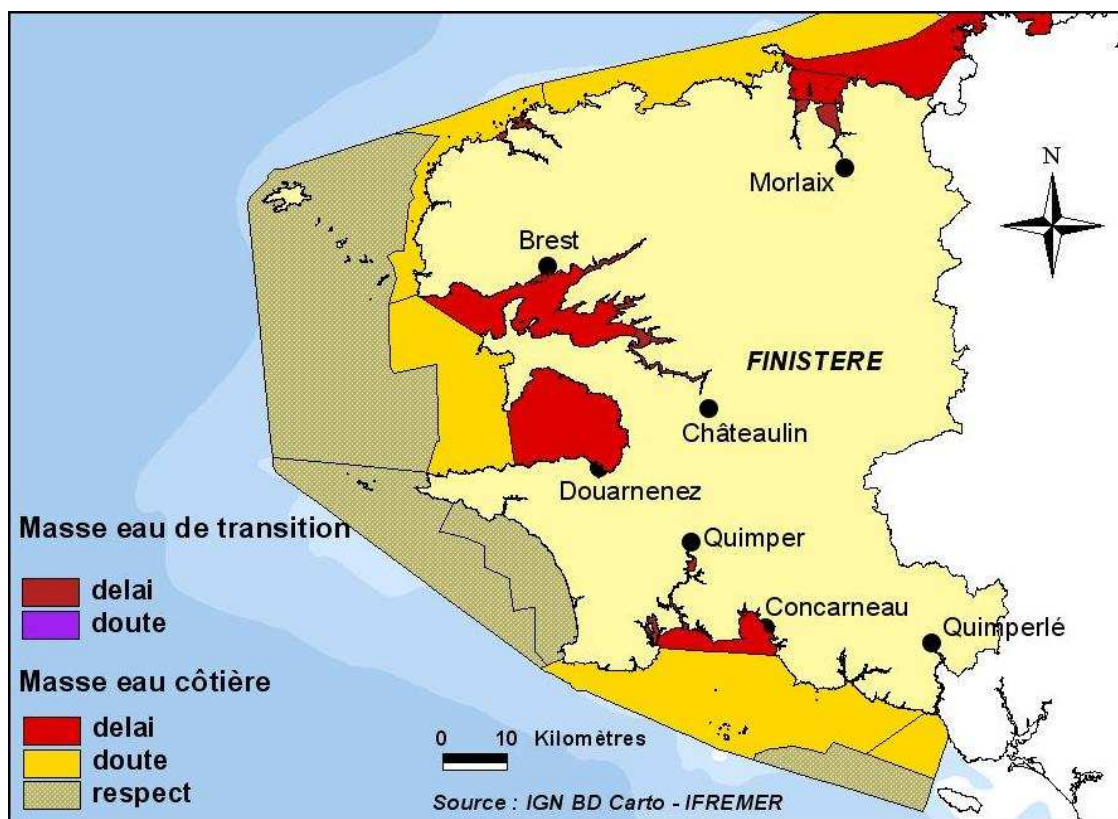 N
Morlaix
Brest
FINISTERE
Châteaulin
Douarnenez
Quimper
Concarneau
Quimperlé
Masse eau de transition
delai
doute
Masse eau côtière
delai
doute
respect
0 10 Kilomètres
Source : IGN BD Carto - IFREMER